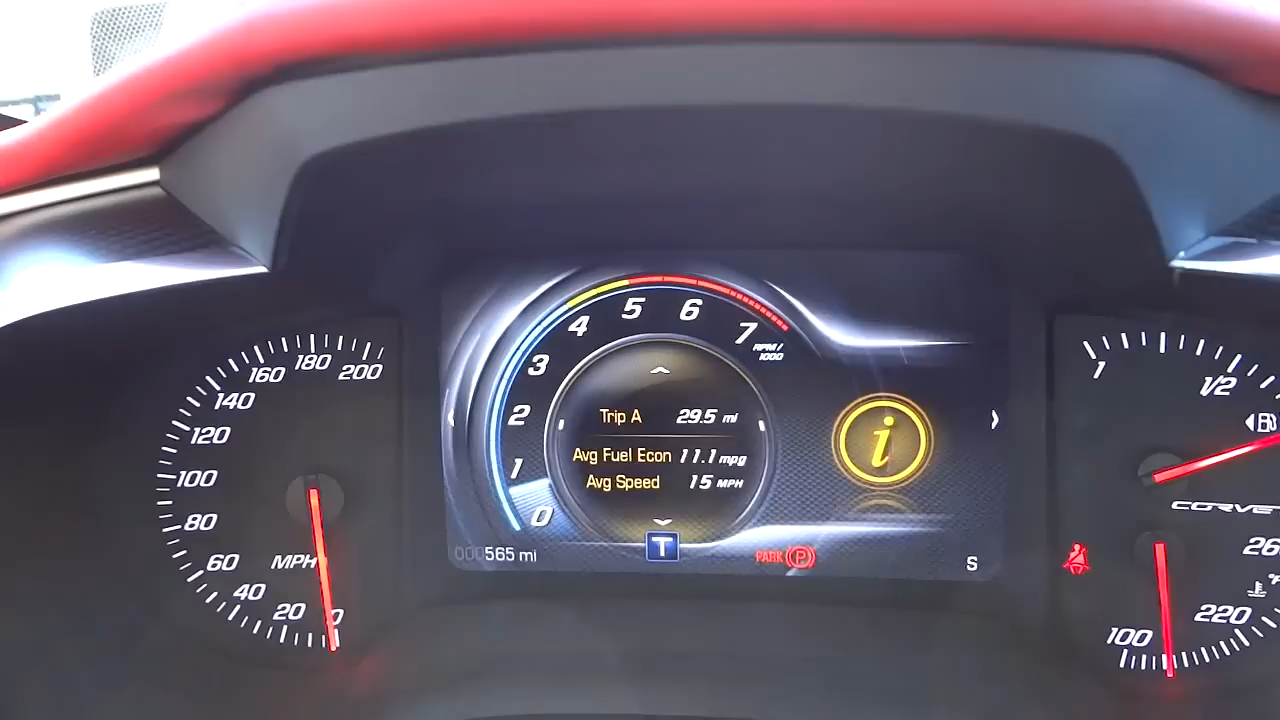 200
180
160
140
120
100
80
60
40
20
0
MPH
0
1
2
3
4
5
6
7
RPM/
1000
Trip A 29.5 mi
Avg Fuel Econ 11.1 mpg
Avg Speed 15 MPH
i
000565 mi
T
PARK P
S
1
1/2
100
220